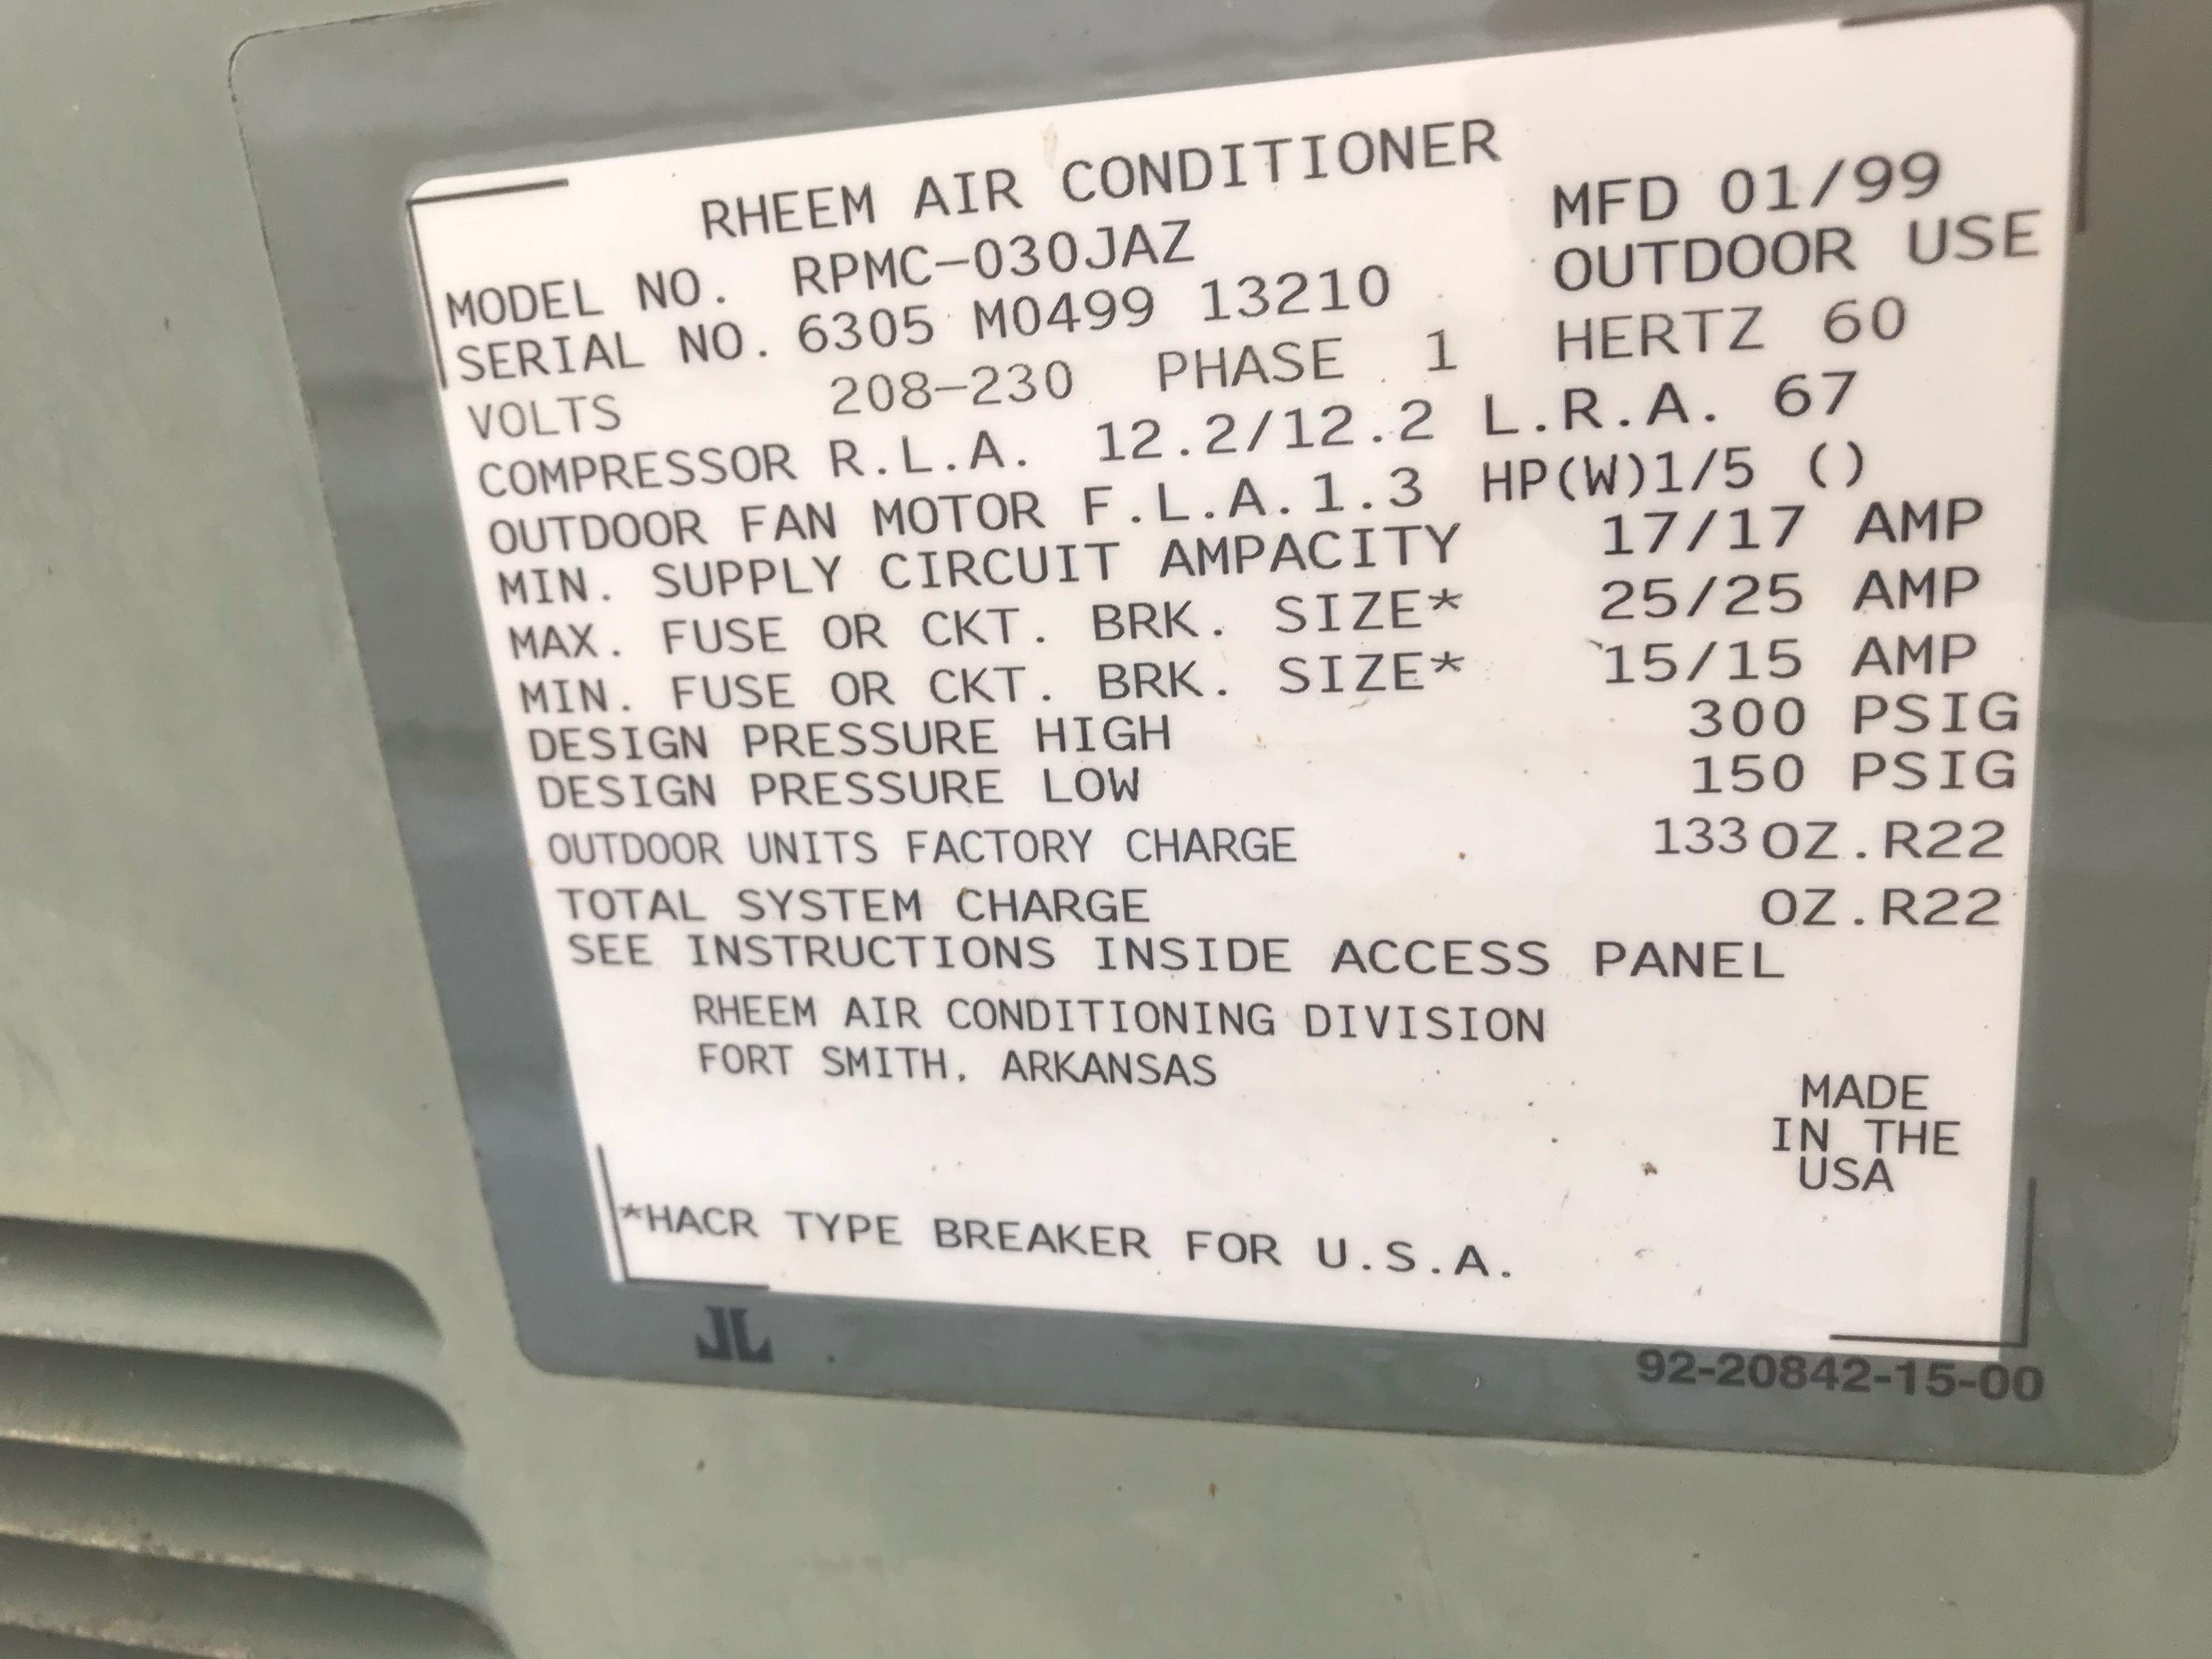 RHEEM AIR CONDITIONER
MFD 01/99
MODEL NO. RPMC-030JAZ OUTDOOR USE
SERIAL NO. 6305 M0499 13210
VOLTS 208-230 PHASE 1 HERTZ 60
COMPRESSOR R.L.A. 12.2/12.2 L.R.A. 67
OUTDOOR FAN MOTOR F.L.A. 1.3 HP(W)1/5 ()
MIN. SUPPLY CIRCUIT AMPACITY 17/17 AMP
MAX. FUSE OR CKT. BRK. SIZE* 25/25 AMP
MIN. FUSE OR CKT. BRK. SIZE* 15/15 AMP
DESIGN PRESSURE HIGH 300 PSIG
DESIGN PRESSURE LOW 150 PSIG
OUTDOOR UNITS FACTORY CHARGE 133 OZ.R22
TOTAL SYSTEM CHARGE OZ.R22
SEE INSTRUCTIONS INSIDE ACCESS PANEL
RHEEM AIR CONDITIONING DIVISION
FORT SMITH, ARKANSAS
MADE
IN THE
USA
*HACR TYPE BREAKER FOR U.S.A.
JL
92-20842-15-00